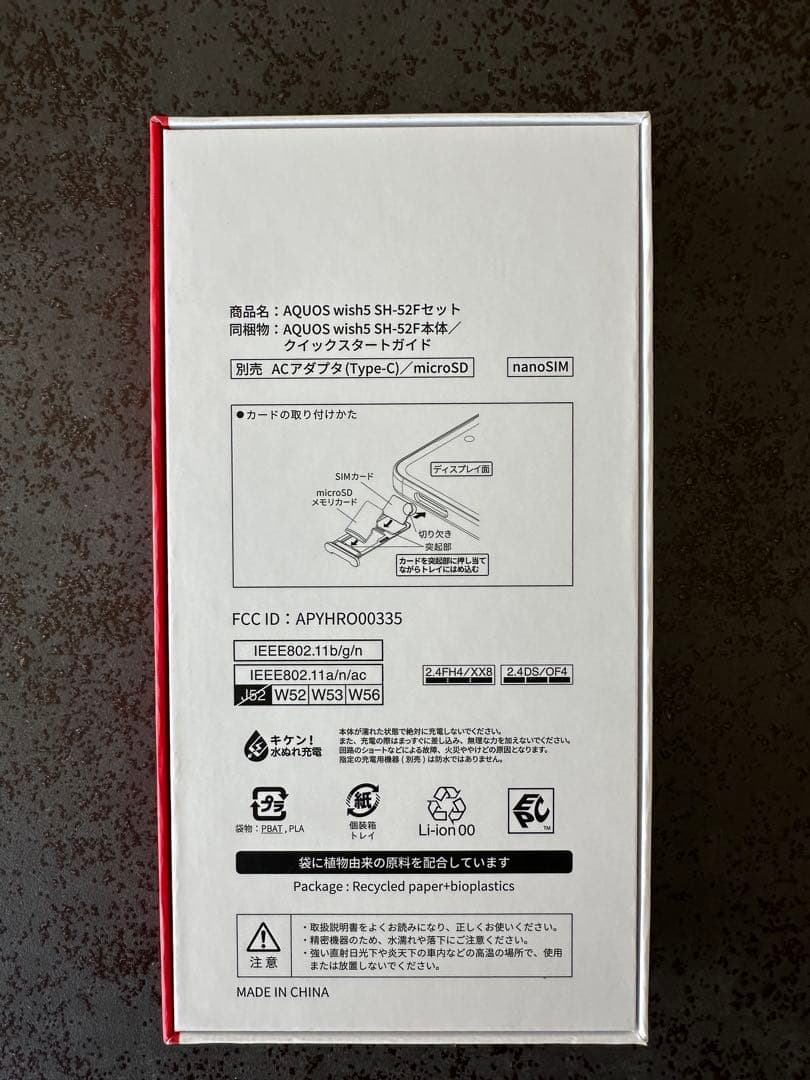 商品名：AQUOS wish5 SH-52Fセット
同梱物：AQUOS wish5 SH-52F本体／
クイックスタートガイド
別売 ACアダプタ(Type-C)／microSD
nanoSIM
●カードの取り付けかた
ディスプレイ面
SIMカード
microSD
メモリカード
切り欠き
突起部
カードを突起部に押し当て
ながらトレイにはめ込む
FCC ID：APYHRO00335
IEEE802.11b/g/n
IEEE802.11a/n/ac
J52 W52 W53 W56
2.4FH4/XX8
2.4DS/OF4
キケン！
水ぬれ充電
本体が濡れた状態で絶対に充電しないでください。
また、充電の際はまっすぐに差し込み、無理な力を加えないでください。
回路のショートなどによる故障、火災ややけどの原因となります。
指定の充電用機器(別売)は防水ではありません。
プラ
袋物：PBAT,PLA
紙
個装箱
トレイ
Li-ion 00
EPC
TM
袋に植物由来の原料を配合しています
Package : Recycled paper+bioplastics
注意
・取扱説明書をよくお読みになり、正しくお使いください。
・精密機器のため、水濡れや落下にご注意ください。
・強い直射日光下や炎天下の車内などの高温の場所で、使用
または放置しないでください。
MADE IN CHINA